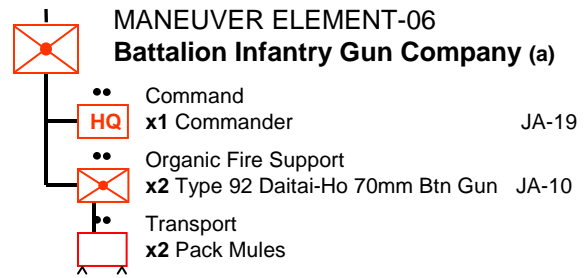 MANEUVER ELEMENT-06
Battalion Infantry Gun Company (a)
Command
HQ x1 Commander JA-19
Organic Fire Support
x2 Type 92 Daitai-Ho 70mm Btn Gun JA-10
Transport
x2 Pack Mules